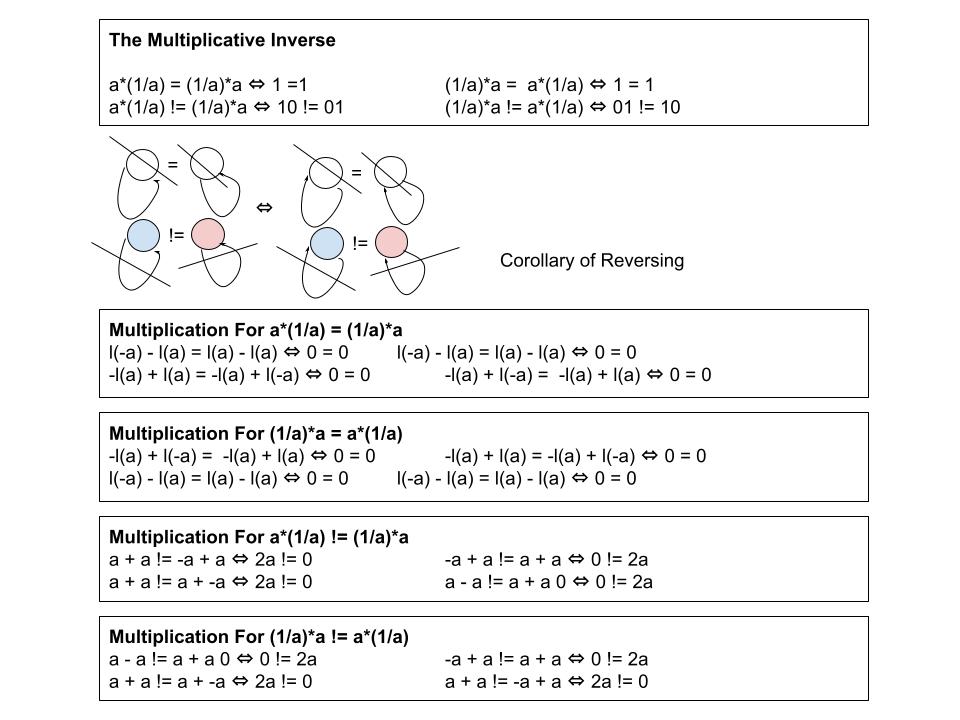 The Multiplicative Inverse
a*(1/a) = (1/a)*a ⇔ 1 =1 (1/a)*a = a*(1/a) ⇔ 1 = 1
a*(1/a) != (1/a)*a ⇔ 10 != 01 (1/a)*a != a*(1/a) ⇔ 01 != 10
= =
⇔
!= !=
Corollary of Reversing
Multiplication For a*(1/a) = (1/a)*a
l(-a) - l(a) = l(a) - l(a) ⇔ 0 = 0 l(-a) - l(a) = l(a) - l(a) ⇔ 0 = 0
-l(a) + l(a) = -l(a) + l(-a) ⇔ 0 = 0 -l(a) + l(-a) = -l(a) + l(a) ⇔ 0 = 0
Multiplication For (1/a)*a = a*(1/a)
-l(a) + l(-a) = -l(a) + l(a) ⇔ 0 = 0 -l(a) + l(a) = -l(a) + l(-a) ⇔ 0 = 0
l(-a) - l(a) = l(a) - l(a) ⇔ 0 = 0 l(-a) - l(a) = l(a) - l(a) ⇔ 0 = 0
Multiplication For a*(1/a) != (1/a)*a
a + a != -a + a ⇔ 2a != 0 -a + a != a + a ⇔ 0 != 2a
a + a != a + -a ⇔ 2a != 0 a - a != a + a 0 ⇔ 0 != 2a
Multiplication For (1/a)*a != a*(1/a)
a - a != a + a 0 ⇔ 0 != 2a -a + a != a + a ⇔ 0 != 2a
a + a != a + -a ⇔ 2a != 0 a + a != -a + a ⇔ 2a != 0